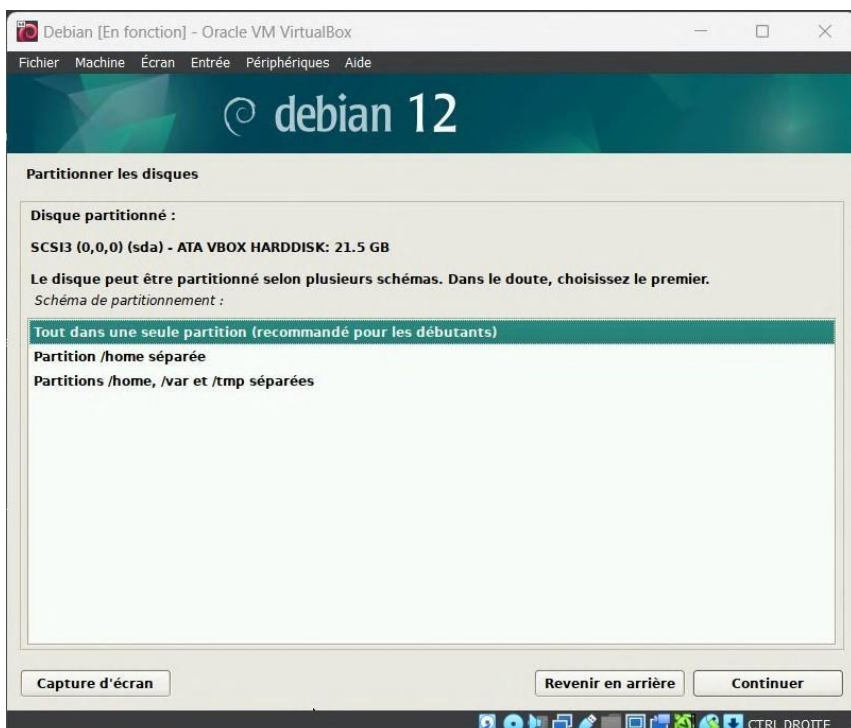 Debian [En fonction] - Oracle VM VirtualBox
Fichier Machine Écran Entrée Périphériques Aide
debian 12
Partitionner les disques
Disque partitionné :
SCSI3 (0,0,0) (sda) - ATA VBOX HARDDISK: 21.5 GB
Le disque peut être partitionné selon plusieurs schémas. Dans le doute, choisissez le premier.
Schéma de partitionnement :
Tout dans une seule partition (recommandé pour les débutants)
Partition /home séparée
Partitions /home, /var et /tmp séparées
Capture d'écran Revenir en arrière Continuer
CTRL DROITE